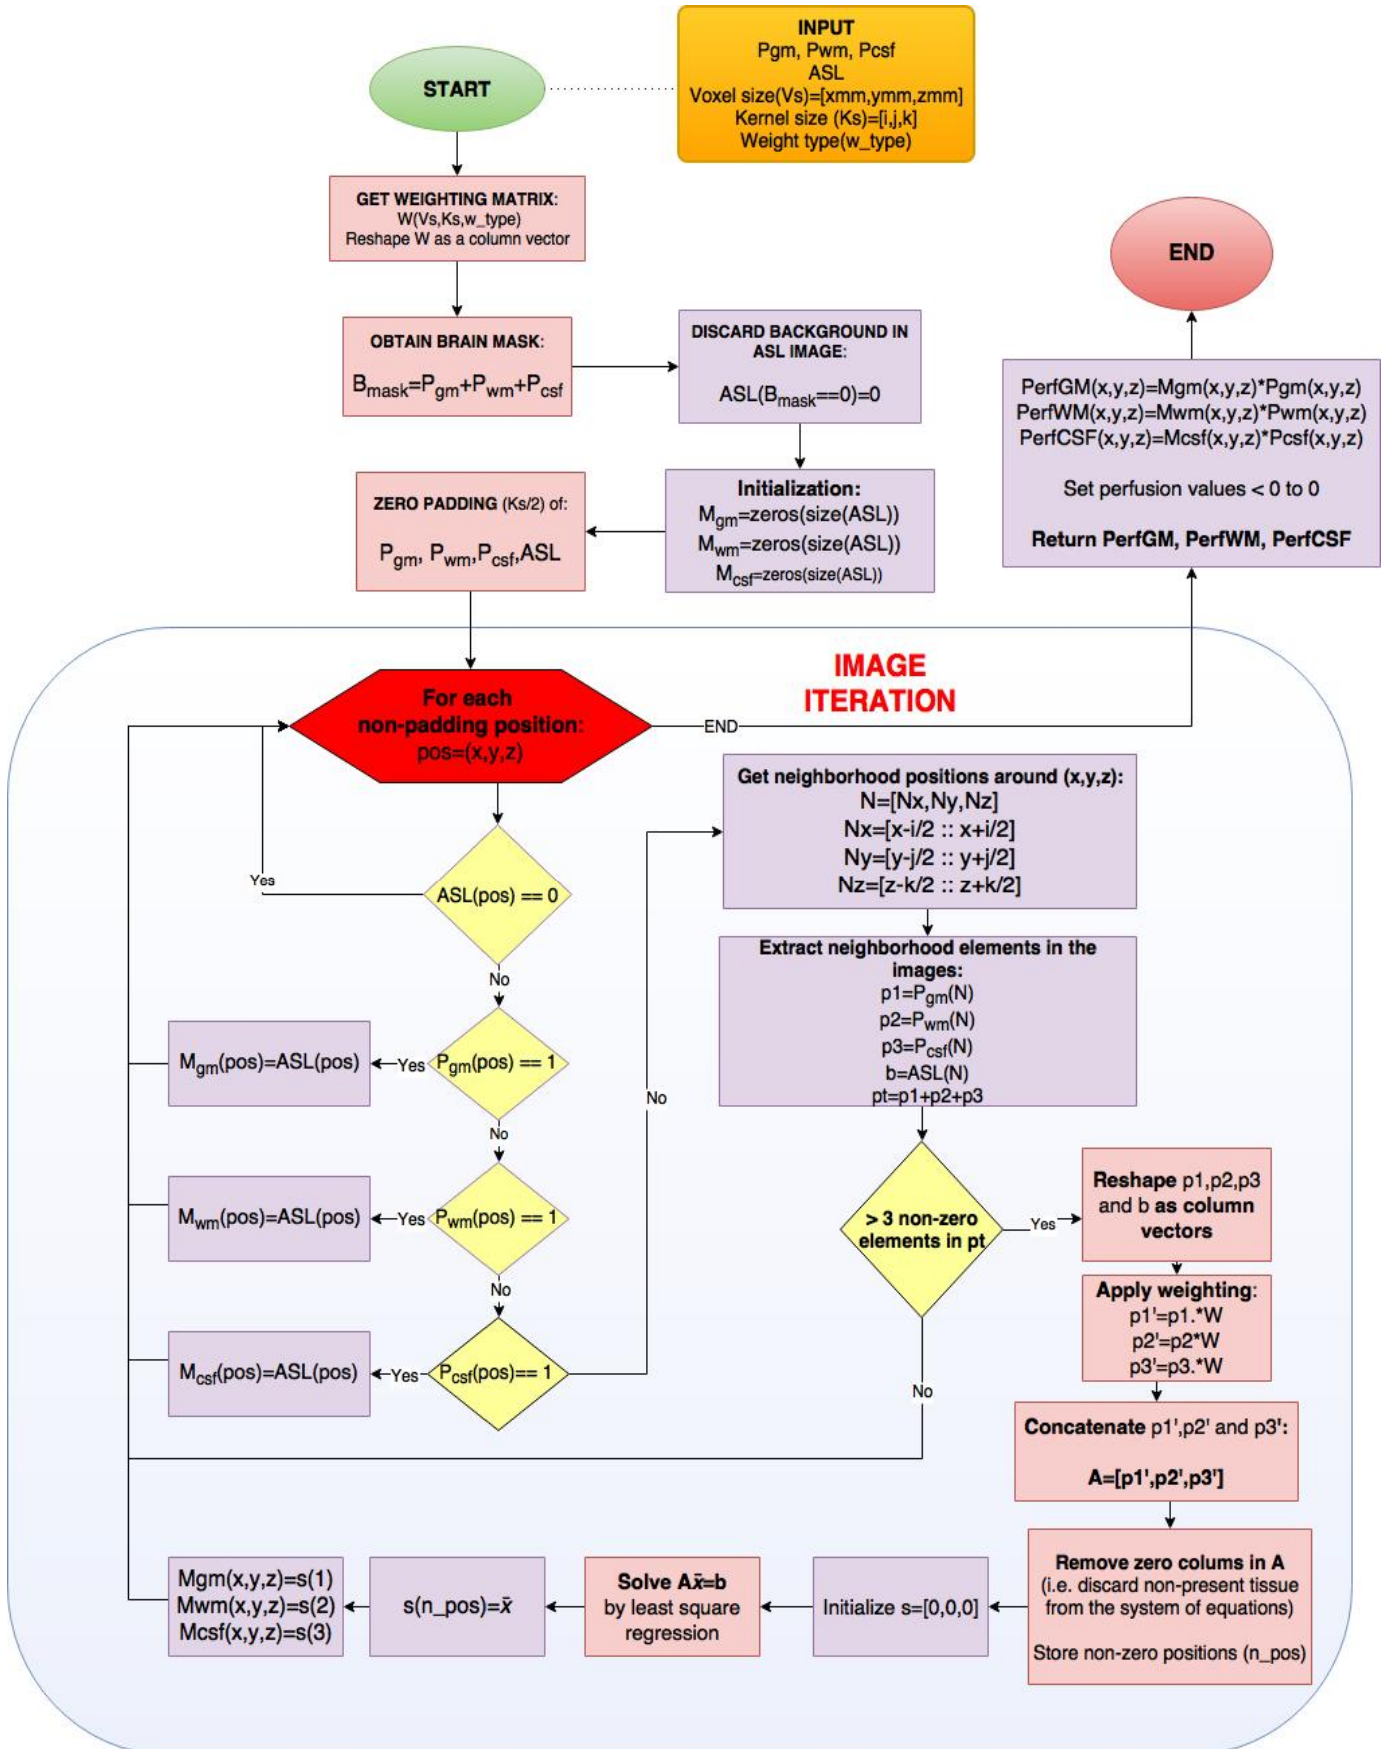 START
INPUT
Pgm, Pwm, Pcsf
ASL
Voxel size(Vs)=[xmm,ymm,zmm]
Kernel size (Ks)=[i,j,k]
Weight type(w_type)
GET WEIGHTING MATRIX:
W(Vs,Ks,w_type)
Reshape W as a column vector
OBTAIN BRAIN MASK:
Bmask=Pgm+Pwm+Pcsf
DISCARD BACKGROUND IN
ASL IMAGE:
ASL(Bmask==0)=0
Initialization:
Mgm=zeros(size(ASL))
Mwm=zeros(size(ASL))
Mcsf=zeros(size(ASL))
ZERO PADDING (Ks/2) of:
Pgm, Pwm,Pcsf,ASL
END
PerfGM(x,y,z)=Mgm(x,y,z)*Pgm(x,y,z)
PerfWM(x,y,z)=Mwm(x,y,z)*Pwm(x,y,z)
PerfCSF(x,y,z)=Mcsf(x,y,z)*Pcsf(x,y,z)
Set perfusion values < 0 to 0
Return PerfGM, PerfWM, PerfCSF
IMAGE
ITERATION
For each
non-padding position:
pos=(x,y,z)
END
ASL(pos) == 0
Yes
No
Pgm(pos) == 1
Yes
Mgm(pos)=ASL(pos)
No
Pwm(pos) == 1
Yes
Mwm(pos)=ASL(pos)
No
Pcsf(pos)== 1
Yes
Mcsf(pos)=ASL(pos)
No
Get neighborhood positions around (x,y,z):
N=[Nx,Ny,Nz]
Nx=[x-i/2 :: x+i/2]
Ny=[y-j/2 :: y+j/2]
Nz=[z-k/2 :: z+k/2]
Extract neighborhood elements in the
images:
p1=Pgm(N)
p2=Pwm(N)
p3=Pcsf(N)
b=ASL(N)
pt=p1+p2+p3
> 3 non-zero
elements in pt
Yes
No
Reshape p1,p2,p3
and b as column
vectors
Apply weighting:
p1'=p1.*W
p2'=p2*W
p3'=p3.*W
Concatenate p1',p2' and p3':
A=[p1',p2',p3']
Remove zero colums in A
(i.e. discard non-present tissue
from the system of equations)
Store non-zero positions (n_pos)
Initialize s=[0,0,0]
Solve Ax̄=b
by least square
regression
s(n_pos)=x̄
Mgm(x,y,z)=s(1)
Mwm(x,y,z)=s(2)
Mcsf(x,y,z)=s(3)